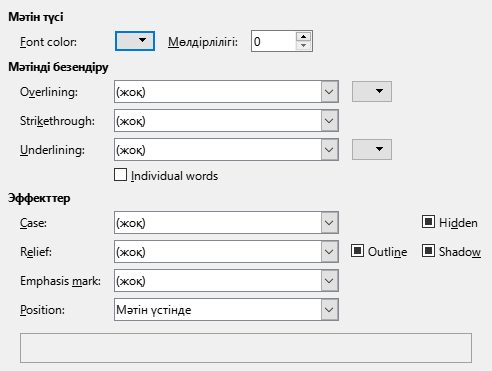 Мәтін түсі
Font color: Мөлдірлілігі: 0
Мәтінді безендіру
Overlining: (жоқ)
Strikethrough: (жоқ)
Underlining: (жоқ)
Individual words
Эффекттер
Case: (жоқ) Hidden
Relief: (жоқ) Outline Shadow
Emphasis mark: (жоқ)
Position: Мәтін үстінде